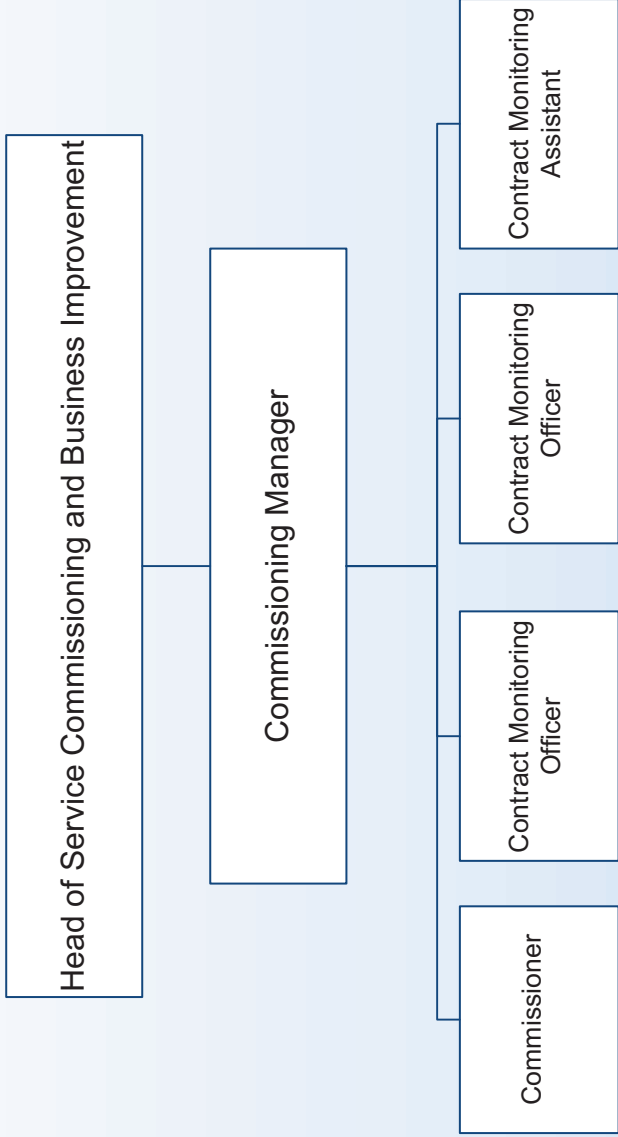 Head of Service Commissioning and Business Improvement
Commissioning Manager
Commissioner
Contract Monitoring
Officer
Contract Monitoring
Officer
Contract Monitoring
Assistant